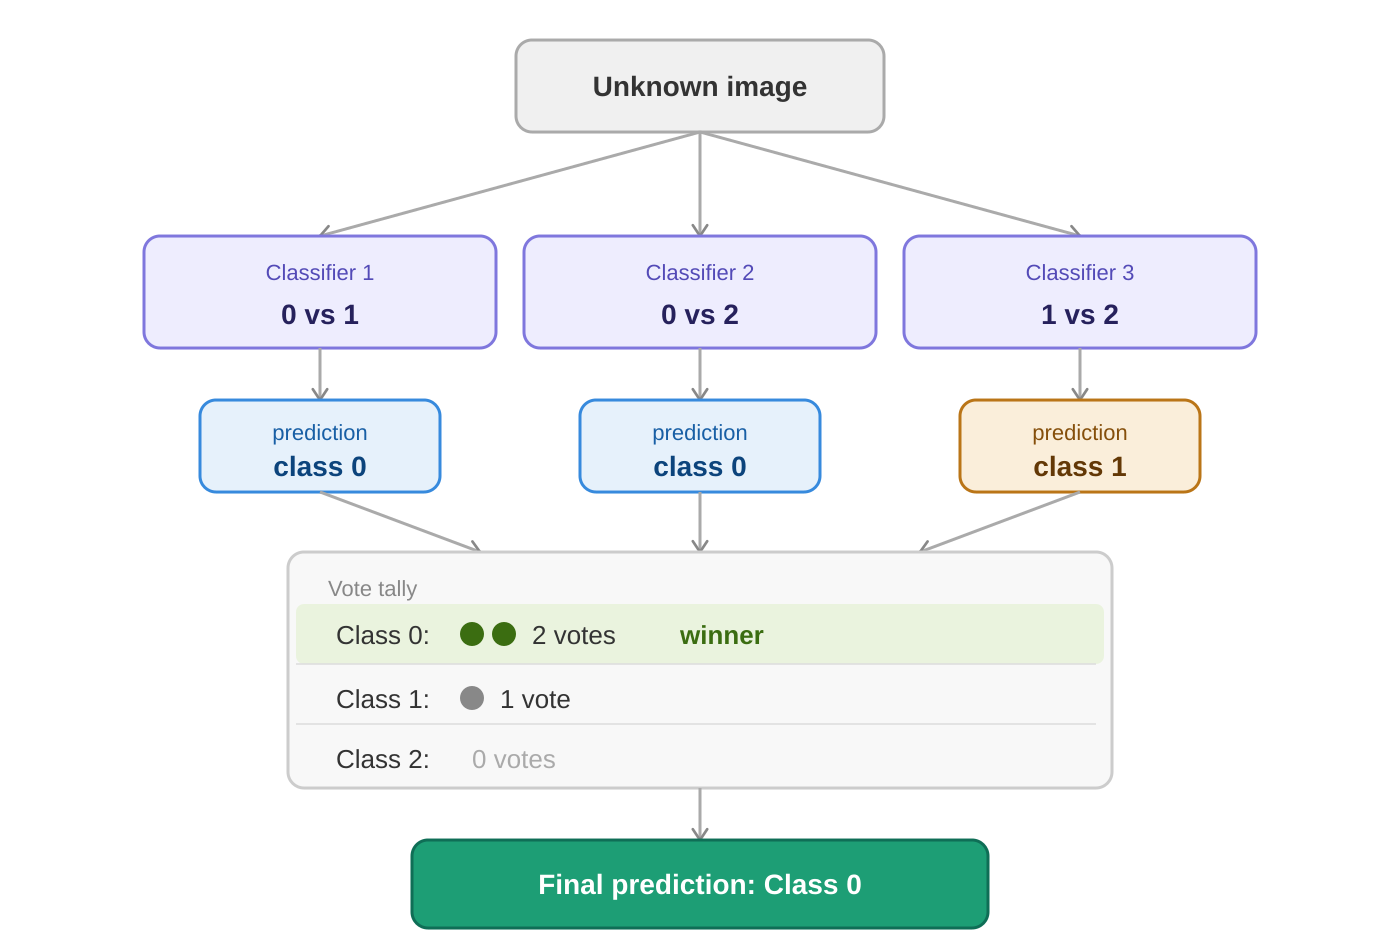 Unknown image
Classifier 1
0 vs 1
Classifier 2
0 vs 2
Classifier 3
1 vs 2
prediction
class 0
prediction
class 0
prediction
class 1
Vote tally
Class 0: 2 votes winner
Class 1: 1 vote
Class 2: 0 votes
Final prediction: Class 0